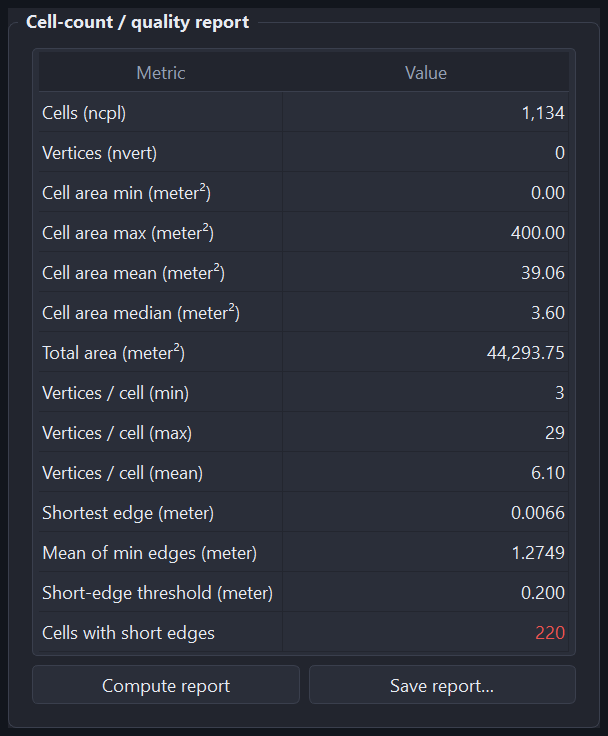 Cell-count / quality report
Metric Value
Cells (ncpl) 1,134
Vertices (nvert) 0
Cell area min (meter²) 0.00
Cell area max (meter²) 400.00
Cell area mean (meter²) 39.06
Cell area median (meter²) 3.60
Total area (meter²) 44,293.75
Vertices / cell (min) 3
Vertices / cell (max) 29
Vertices / cell (mean) 6.10
Shortest edge (meter) 0.0066
Mean of min edges (meter) 1.2749
Short-edge threshold (meter) 0.200
Cells with short edges 220
Compute report Save report...